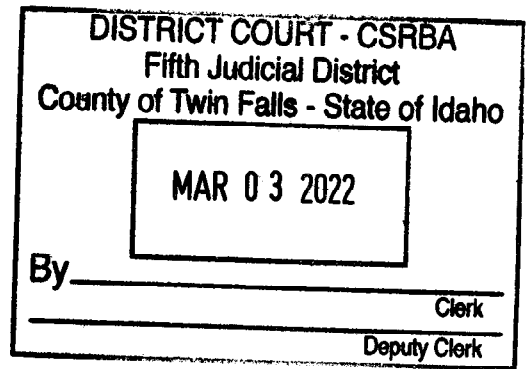 DISTRICT COURT - CSRBA
Fifth Judicial District
County of Twin Falls - State of Idaho
MAR 03 2022
By
Clerk
Deputy Clerk